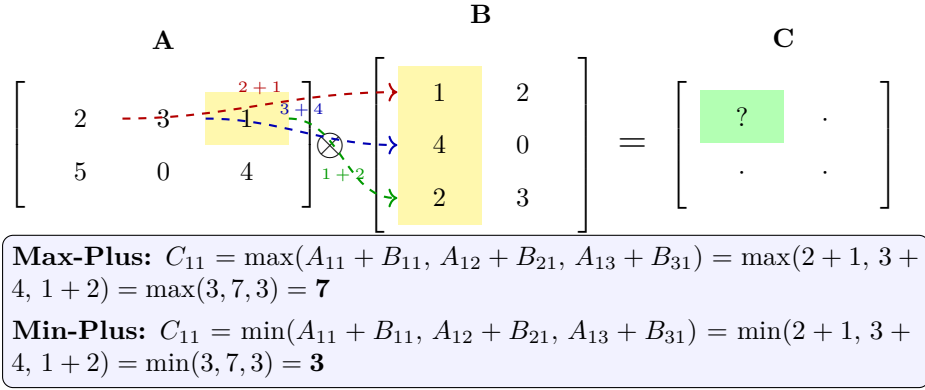 B
A
C
2 + 1
1 2
2 3 1
3 + 4
? ·
⊗
4 0
=
5 0 4
1 + 2
· ·
2 3
Max-Plus: C₁₁ = max(A₁₁ + B₁₁, A₁₂ + B₂₁, A₁₃ + B₃₁) = max(2 + 1, 3 +
4, 1 + 2) = max(3, 7, 3) = 7
Min-Plus: C₁₁ = min(A₁₁ + B₁₁, A₁₂ + B₂₁, A₁₃ + B₃₁) = min(2 + 1, 3 +
4, 1 + 2) = min(3, 7, 3) = 3